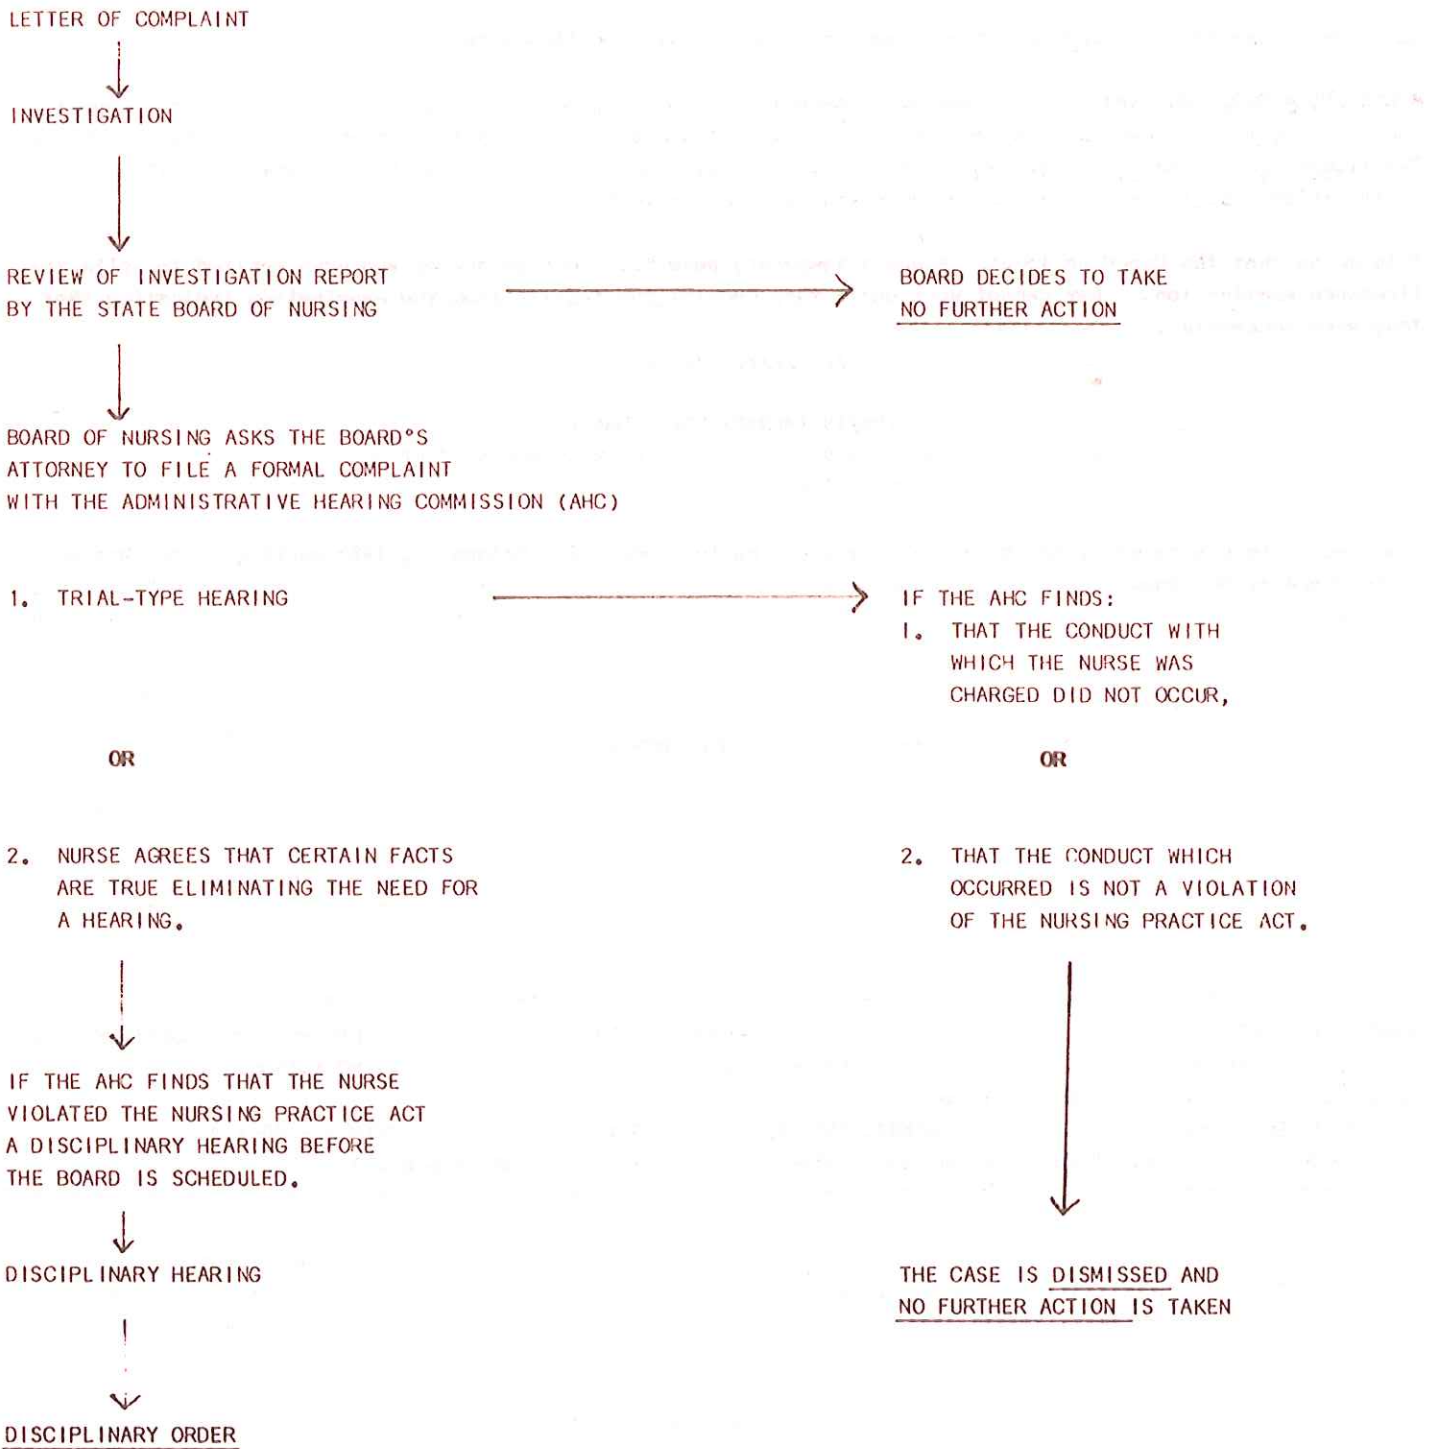 LETTER OF COMPLAINT
INVESTIGATION
REVIEW OF INVESTIGATION REPORT
BY THE STATE BOARD OF NURSING
BOARD DECIDES TO TAKE
NO FURTHER ACTION
BOARD OF NURSING ASKS THE BOARD°S
ATTORNEY TO FILE A FORMAL COMPLAINT
WITH THE ADMINISTRATIVE HEARING COMMISSION (AHC)
1. TRIAL-TYPE HEARING
OR
2. NURSE AGREES THAT CERTAIN FACTS
ARE TRUE ELIMINATING THE NEED FOR
A HEARING.
IF THE AHC FINDS:
1. THAT THE CONDUCT WITH
WHICH THE NURSE WAS
CHARGED DID NOT OCCUR,
OR
2. THAT THE CONDUCT WHICH
OCCURRED IS NOT A VIOLATION
OF THE NURSING PRACTICE ACT.
IF THE AHC FINDS THAT THE NURSE
VIOLATED THE NURSING PRACTICE ACT
A DISCIPLINARY HEARING BEFORE
THE BOARD IS SCHEDULED.
DISCIPLINARY HEARING
THE CASE IS DISMISSED AND
NO FURTHER ACTION IS TAKEN
DISCIPLINARY ORDER